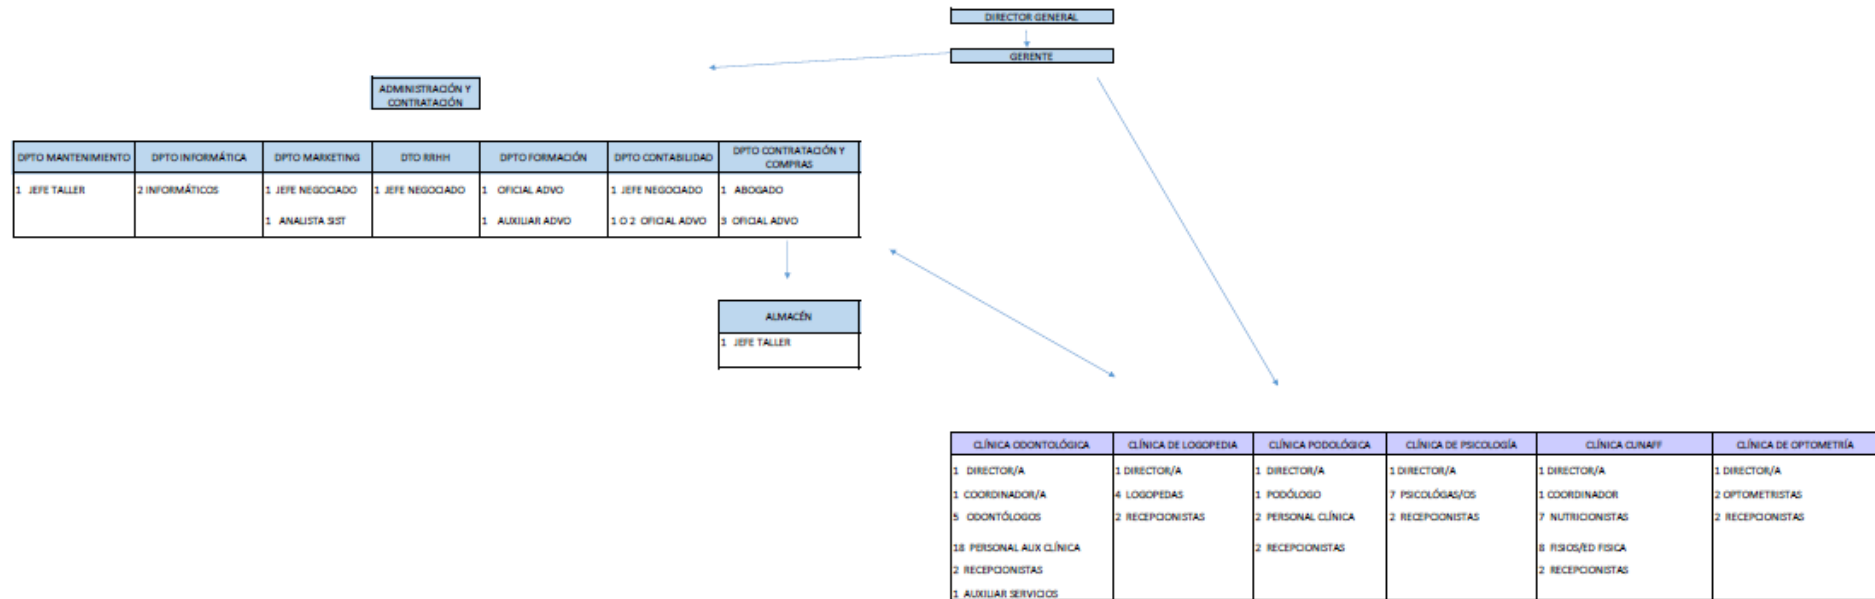 DIRECTOR GENERAL
GERENTE
ADMINISTRACIÓN Y
CONTRATACIÓN
DPTO MANTENIMIENTO
1 JEFE TALLER
DPTO INFORMÁTICA
2 INFORMÁTICOS
DPTO MARKETING
1 JEFE NEGOCIADO
1 ANALISTA SIST
DTO RRHH
1 JEFE NEGOCIADO
DPTO FORMACIÓN
1 OFICIAL ADVO
1 AUXILIAR ADVO
DPTO CONTABILIDAD
1 JEFE NEGOCIADO
1 O 2 OFICIAL ADVO
DPTO CONTRATACIÓN Y
COMPRAS
1 ABOGADO
3 OFICIAL ADVO
ALMACÉN
1 JEFE TALLER
CLÍNICA ODONTOLÓGICA
1 DIRECTOR/A
1 COORDINADOR/A
5 ODONTÓLOGOS
18 PERSONAL AUX CLÍNICA
2 RECEPCIONISTAS
1 AUXILIAR SERVICIOS
CLÍNICA DE LOGOPEDIA
1 DIRECTOR/A
4 LOGOPEDAS
2 RECEPCIONISTAS
CLÍNICA PODOLÓGICA
1 DIRECTOR/A
1 PODÓLOGO
2 PERSONAL CLÍNICA
2 RECEPCIONISTAS
CLÍNICA DE PSICOLOGÍA
1 DIRECTOR/A
7 PSICOLÓGAS/OS
2 RECEPCIONISTAS
CLÍNICA CUNAFF
1 DIRECTOR/A
1 COORDINADOR
7 NUTRICIONISTAS
8 FISIOS/ED FISICA
2 RECEPCIONISTAS
CLÍNICA DE OPTOMETRÍA
1 DIRECTOR/A
2 OPTOMETRISTAS
2 RECEPCIONISTAS